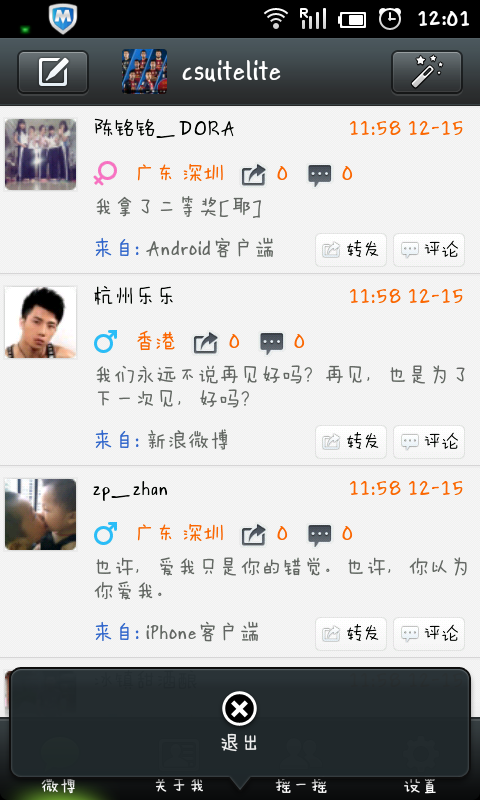 12:01
csuitelite
陈铭铭__DORA
11:58 12-15
广东 深圳 0 0
我拿了二等奖[耶]
来自: Android客户端
转发 评论
杭州乐乐
11:58 12-15
香港 0 0
我们永远不说再见好吗？再见，也是为了
下一次见，好吗？
来自: 新浪微博
转发 评论
zp__zhan
11:58 12-15
广东 深圳 0 0
也许，爱我只是你的错觉。也许，你以为
你爱我。
来自: iPhone客户端
转发 评论
退出
微博 关于我 摇一摇 设置